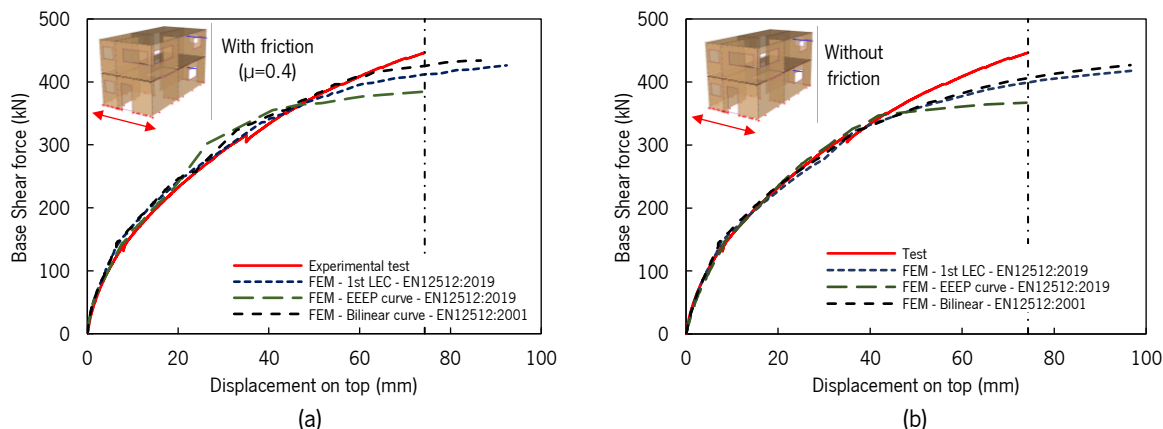 500
400
300
200
100
0
Base Shear force (kN)
With friction
(μ=0.4)
Experimental test
FEM - 1st LEC - EN12512:2019
FEM - EEEP curve - EN12512:2019
FEM - Bilinear curve - EN12512:2001
0 20 40 60 80 100
Displacement on top (mm)
(a)
500
400
300
200
100
0
Base Shear force (kN)
Without
friction
Test
FEM - 1st LEC - EN12512:2019
FEM - EEEP curve - EN12512:2019
FEM - Bilinear - EN12512:2001
0 20 40 60 80 100
Displacement on top (mm)
(b)